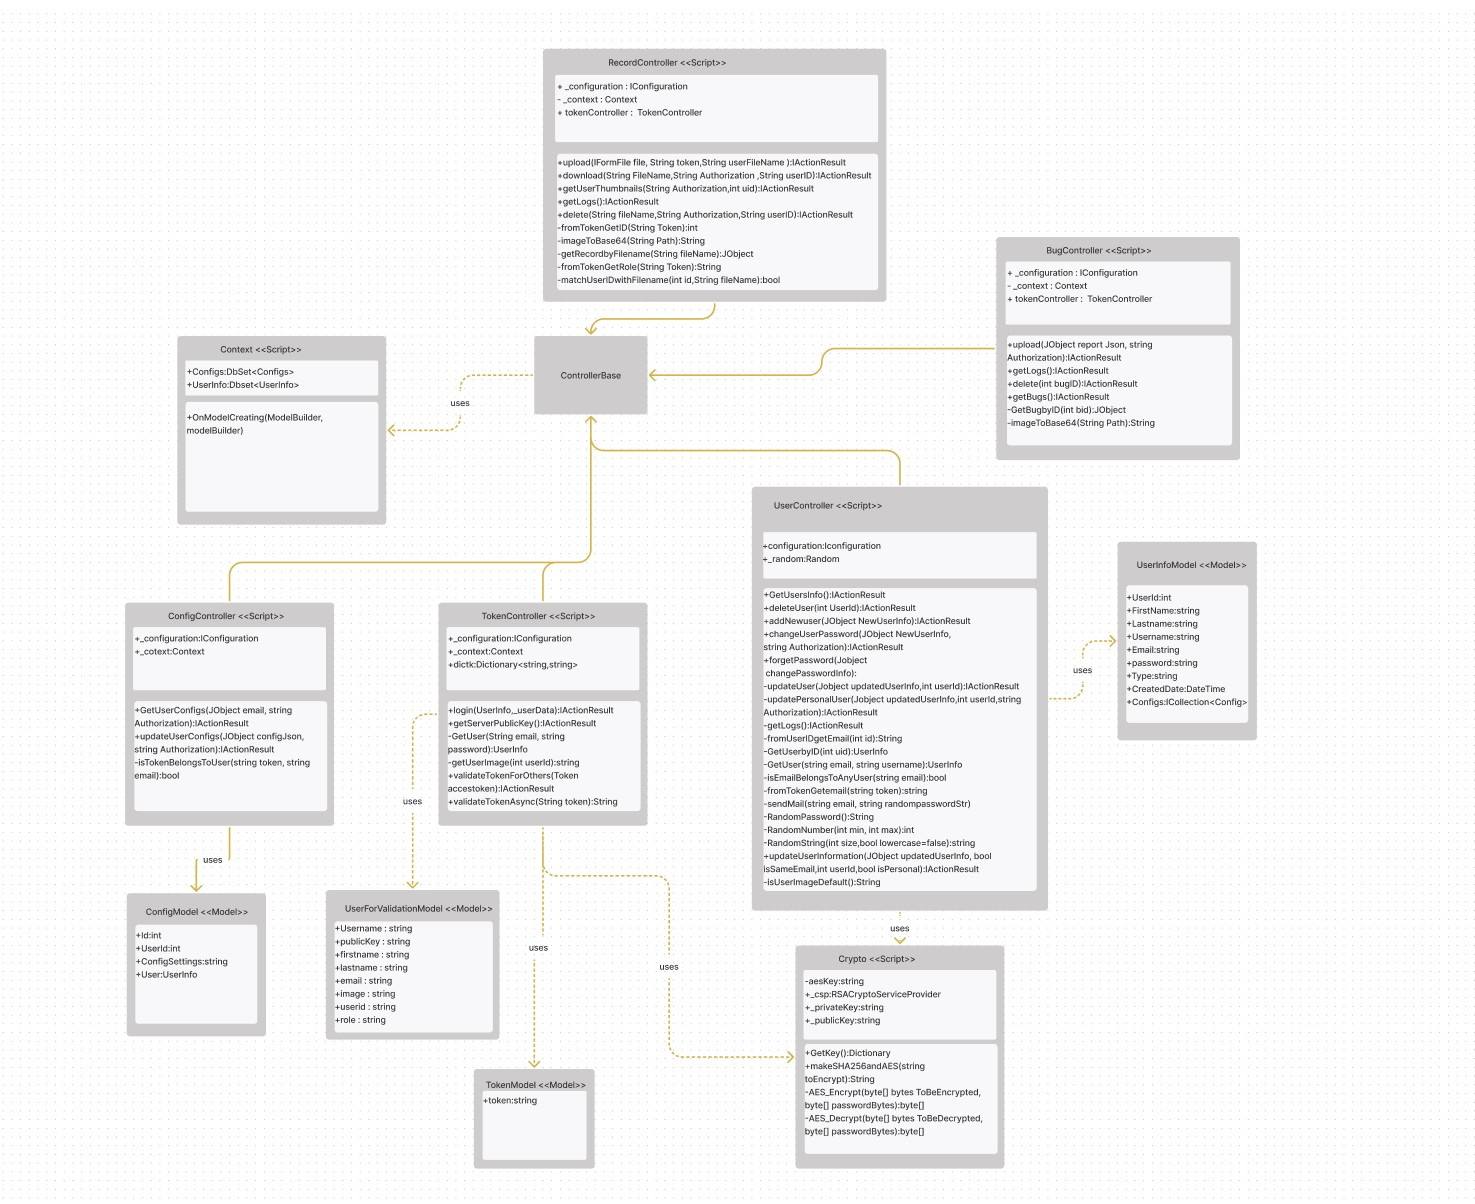 RecordController <<Script>>
+ _configuration : IConfiguration
- _context : Context
+ tokenController :  TokenController
+upload(IFormFile file, String token,String userFileName ):IActionResult
+download(String FileName,String Authorization ,String userID):IActionResult
+getUserThumbnails(String Authorization,int uid):IActionResult
+getLogs():IActionResult
+delete(String fileName,String Authorization,String userID):IActionResult
-fromTokenGetID(String Token):int
-imageToBase64(String Path):String
-getRecordbyFilename(String fileName):JObject
-fromTokenGetRole(String Token):String
-matchUserIDwithFilename(int id,String fileName):bool
BugController <<Script>>
+ _configuration : IConfiguration
- _context : Context
+ tokenController :  TokenController
+upload(JObject report Json, string
Authorization):IActionResult
+getLogs():IActionResult
+delete(int bugID):IActionResult
+getBugs():IActionResult
-GetBugbyID(int bid):JObject
-imageToBase64(String Path):String
Context <<Script>>
+Configs:DbSet<Configs>
+UserInfo:Dbset<UserInfo>
+OnModelCreating(ModelBuilder,
modelBuilder)
uses
ControllerBase
UserController <<Script>>
+configuration:Iconfiguration
+_random:Random
+GetUsersInfo():IActionResult
+deleteUser(int UserId):IActionResult
+addNewuser(JObject NewUserInfo):IActionResult
+changeUserPassword(JObject NewUserInfo,
string Authorization):IActionResult
+forgetPassword(Jobject
changePasswordInfo):
-updateUser(Jobject updatedUserInfo,int userId):IActionResult
-updatePersonalUser(Jobject updatedUserInfo,int userId,string
Authorization):IActionResult
-getLogs():IActionResult
-fromUserIDgetEmail(int id):String
-GetUserbyID(int uid):UserInfo
-GetUser(string email, string username):UserInfo
-isEmailBelongsToAnyUser(string email):bool
-fromTokenGetemail(string token):string
-sendMail(string email, string randompasswordStr)
-RandomPassword():String
-RandomNumber(int min, int max):int
-RandomString(int size,bool lowercase=false):string
+updateUserInformation(JObject updatedUserInfo, bool
isSameEmail,int userId,bool isPersonal):IActionResult
-isUserImageDefault():String
uses
UserInfoModel <<Model>>
+UserId:int
+FirstName:string
+Lastname:string
+Username:string
+Email:string
+password:string
+Type:string
+CreatedDate:DateTime
+Configs:ICollection<Config>
ConfigController <<Script>>
+_configuration:IConfiguration
+_cotext:Context
+GetUserConfigs(JObject email, string
Authorization):IActionResult
+updateUserConfigs(JObject configJson,
string Authorization):IActionResult
-isTokenBelongsToUser(string token, string
email):bool
TokenController <<Script>>
+_configuration:IConfiguration
+_context:Context
+dictk:Dictionary<string,string>
+login(UserInfo,_userData):IActionResult
+getServerPublicKey():IActionResult
-GetUser(String email, string
password):UserInfo
-getUserImage(int userId):string
+validateTokenForOthers(Token
accestoken):IActionResult
+validateTokenAsync(String token):String
uses
uses
ConfigModel <<Model>>
+Id:int
+UserId:int
+ConfigSettings:string
+User:UserInfo
UserForValidationModel <<Model>>
+Username : string
+publicKey : string
+firstname : string
+lastname : string
+email : string
+image : string
+userid : string
+role : string
uses
uses
uses
TokenModel <<Model>>
+token:string
Crypto <<Script>>
-aesKey:string
+_csp:RSACryptoServiceProvider
+_privateKey:string
+_publicKey:string
+GetKey():Dictionary
+makeSHA256andAES(string
toEncrypt):String
-AES_Encrypt(byte[] bytes ToBeEncrypted,
byte[] passwordBytes):byte[]
-AES_Decrypt(byte[] bytes ToBeDecrypted,
byte[] passwordBytes):byte[]